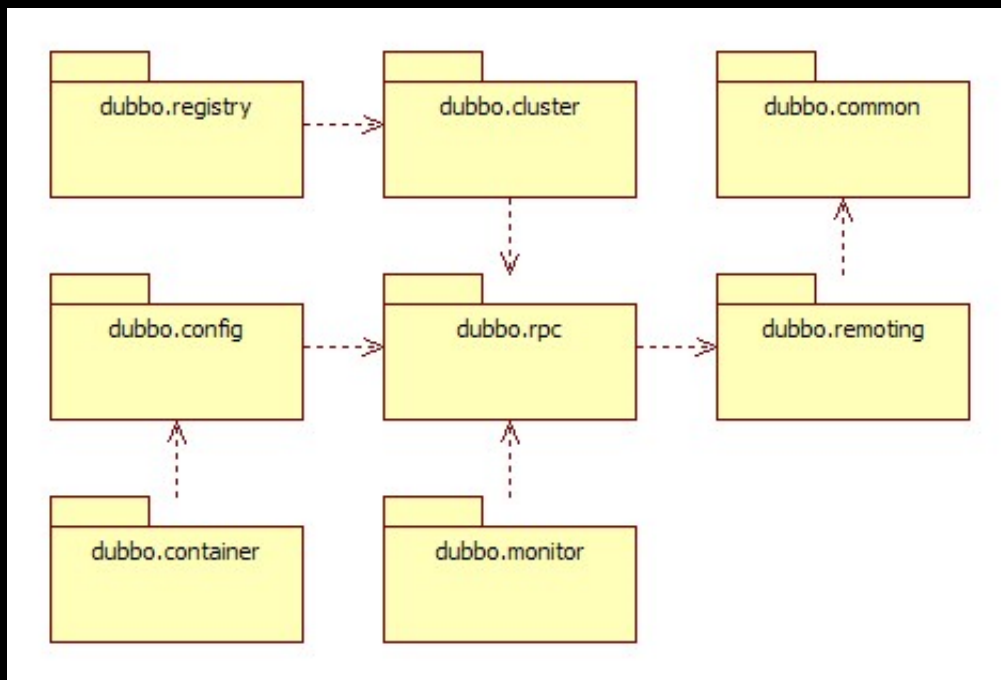 dubbo.registry
dubbo.cluster
dubbo.common
dubbo.config
dubbo.rpc
dubbo.remoting
dubbo.container
dubbo.monitor